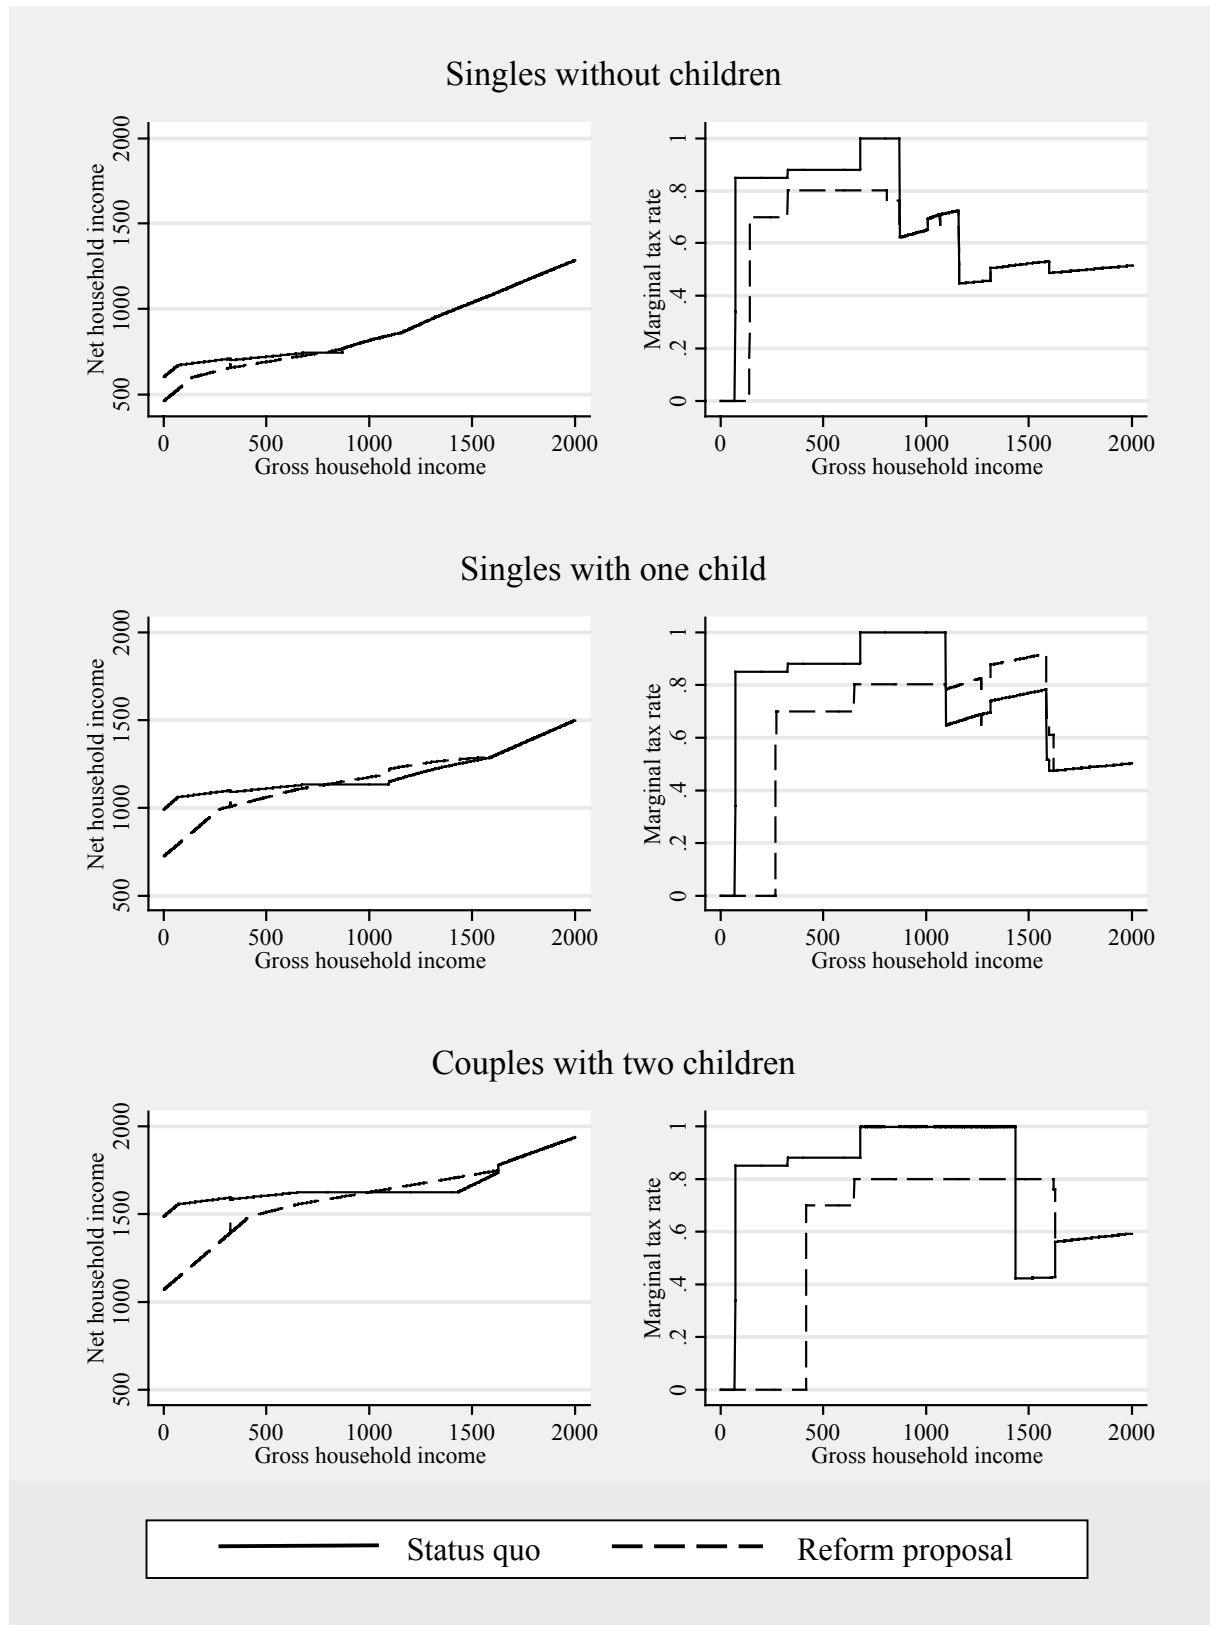 Singles without children
Net household income
500 1000 1500 2000
0 500 1000 1500 2000
Gross household income
Marginal tax rate
0 .2 .4 .6 .8 1
0 500 1000 1500 2000
Gross household income
Singles with one child
Net household income
500 1000 1500 2000
0 500 1000 1500 2000
Gross household income
Marginal tax rate
0 .2 .4 .6 .8 1
0 500 1000 1500 2000
Gross household income
Couples with two children
Net household income
500 1000 1500 2000
0 500 1000 1500 2000
Gross household income
Marginal tax rate
0 .2 .4 .6 .8 1
0 500 1000 1500 2000
Gross household income
Status quo Reform proposal